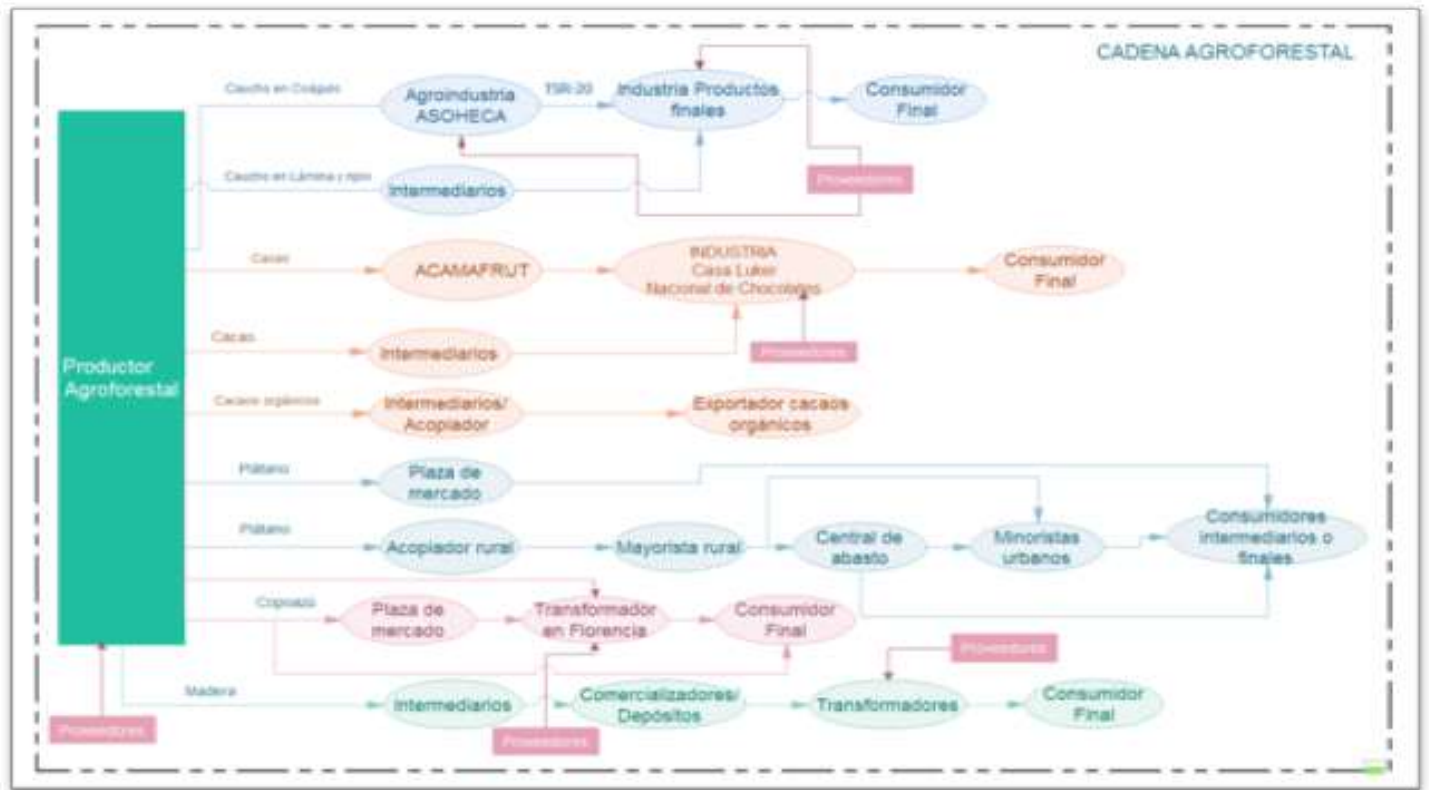 CADENA AGROFORESTAL
Productor
Agroforestal
Proveedores
Caucho en Coágulo
Agroindustria
ASOHECA
TSR-20
Industria Productos
finales
Consumidor
Final
Caucho en Lámina y ripio
Intermediarios
Proveedores
Cacao
ACAMAFRUT
INDUSTRIA
Casa Luker
Nacional de Chocolates
Consumidor
Final
Cacao
Intermediarios
Proveedores
Cacaos orgánicos
Intermediarios/
Acopiador
Exportador cacaos
orgánicos
Plátano
Plaza de
mercado
Plátano
Acopiador rural
Mayorista rural
Central de
abasto
Minoristas
urbanos
Consumidores
intermediarios o
finales
Copoazú
Plaza de
mercado
Transformador
en Florencia
Consumidor
Final
Proveedores
Proveedores
Madera
Intermediarios
Comercializadores/
Depósitos
Transformadores
Consumidor
Final